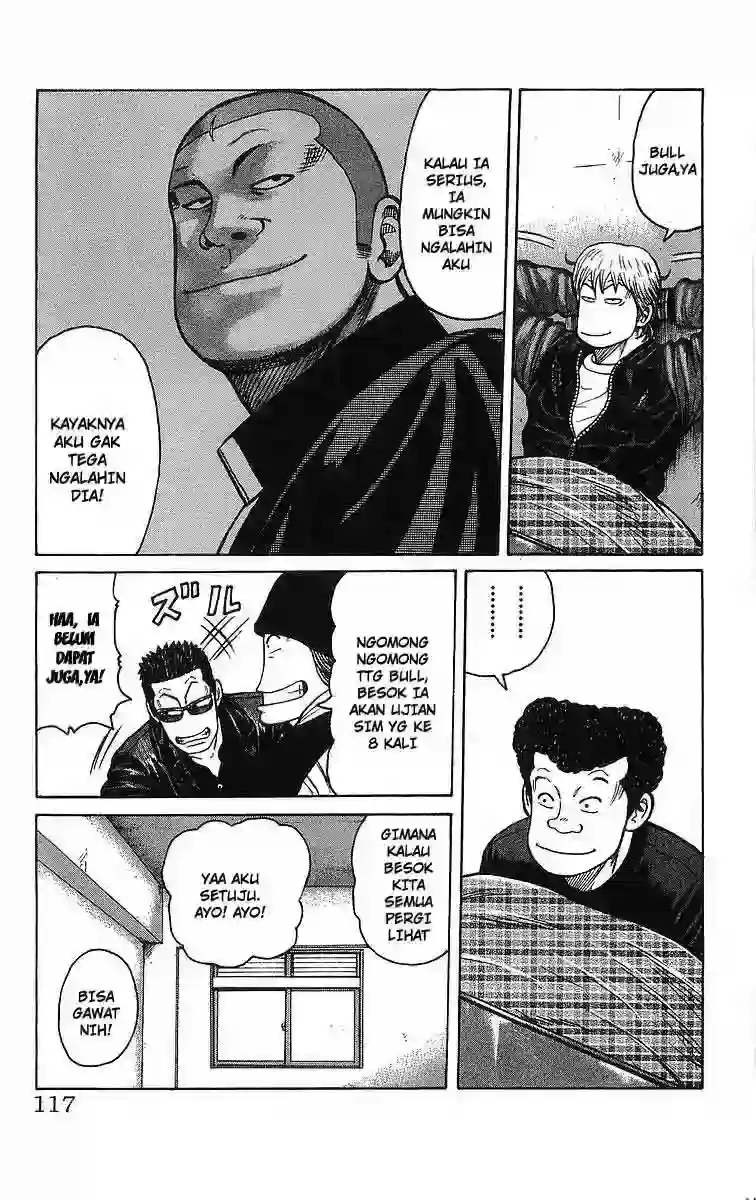 BULL
JUGA,YA
KALAU IA
SERIUS,
IA
MUNGKIN
BISA
NGALAHIN
AKU
KAYAKNYA
AKU GAK
TEGA
NGALAHIN
DIA!
NGOMONG
NGOMONG
TTG BULL,
BESOK IA
AKAN UJIAN
SIM YG KE
8 KALI
ズル
HAA, IA
BELUM
DAPAT
JUGA,YA!
GIMANA
KALAU
BESOK
KITA
SEMUA
PERGI
LIHAT
YAA AKU
SETUJU.
AYO! AYO!
BISA
GAWAT
NIH!
117